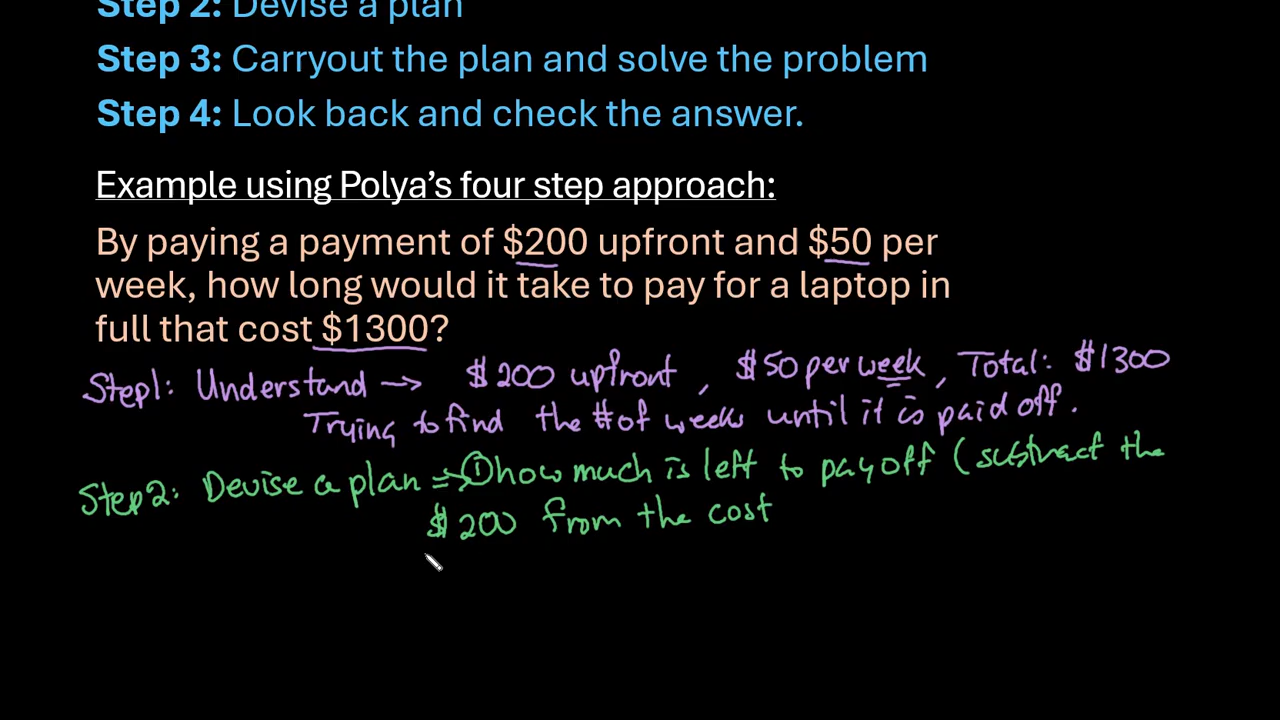 Step 2: Devise a plan
Step 3: Carryout the plan and solve the problem
Step 4: Look back and check the answer.
Example using Polya's four step approach:
By paying a payment of $200 upfront and $50 per
week, how long would it take to pay for a laptop in
full that cost $1300?
Step1: Understand → $200 upfront, $50 per week, Total: $1300
Trying to find the # of weeks until it is paid off.
Step2: Devise a plan ⇒ ① how much is left to pay off (subtract the
$200 from the cost